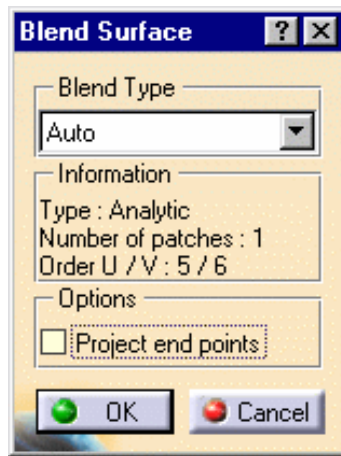 Blend Surface ? X
Blend Type
Auto
Information
Type : Analytic
Number of patches : 1
Order U / V : 5 / 6
Options
Project end points
OK Cancel